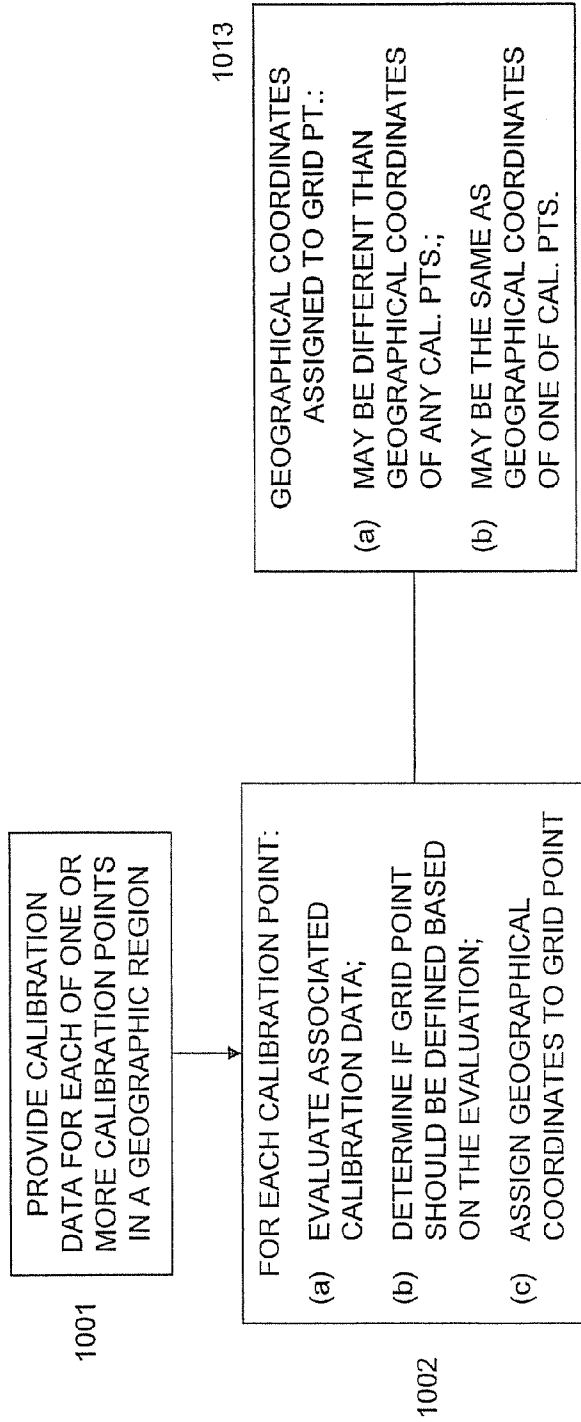 1001
PROVIDE CALIBRATION
DATA FOR EACH OF ONE OR
MORE CALIBRATION POINTS
IN A GEOGRAPHIC REGION
1002
FOR EACH CALIBRATION POINT:
(a) EVALUATE ASSOCIATED
CALIBRATION DATA;
(b) DETERMINE IF GRID POINT
SHOULD BE DEFINED BASED
ON THE EVALUATION;
(c) ASSIGN GEOGRAPHICAL
COORDINATES TO GRID POINT
1013
GEOGRAPHICAL COORDINATES
ASSIGNED TO GRID PT.:
(a) MAY BE DIFFERENT THAN
GEOGRAPHICAL COORDINATES
OF ANY CAL. PTS.;
(b) MAY BE THE SAME AS
GEOGRAPHICAL COORDINATES
OF ONE OF CAL. PTS.